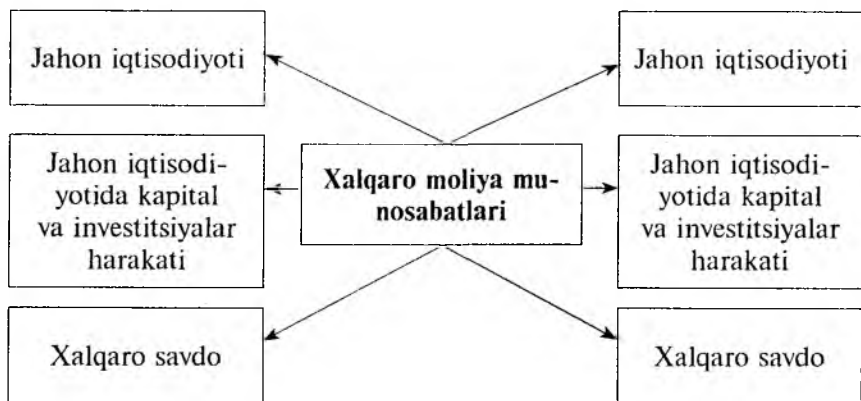 Jahon iqtisodiyoti
Jahon iqtisodiyoti
Jahon iqtisodi-
yotida kapital
va investitsiyalar
harakati
Xalqaro moliya mu-
nosabatlari
Jahon iqtisodi-
yotida kapital
va investitsiyalar
harakati
Xalqaro savdo
Xalqaro savdo